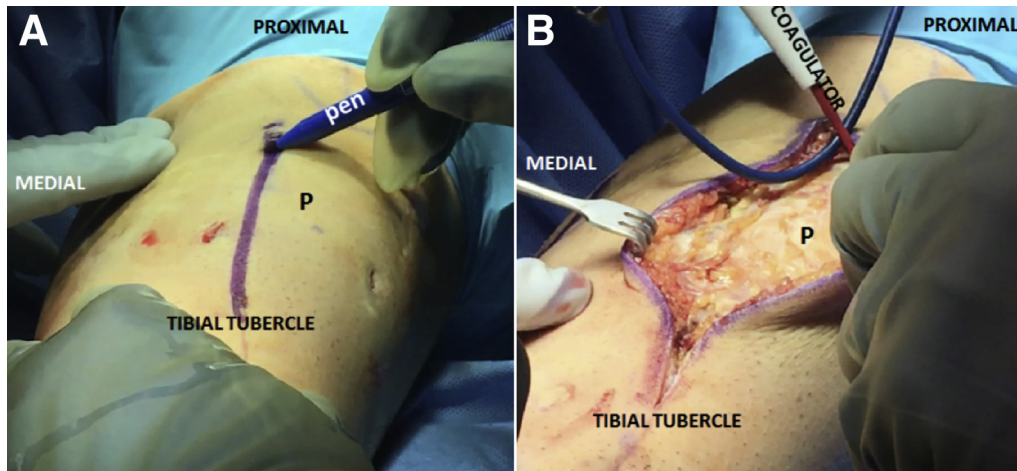 A
PROXIMAL
pen
MEDIAL
P
TIBIAL TUBERCLE
B
COAGULATOR
PROXIMAL
MEDIAL
P
TIBIAL TUBERCLE